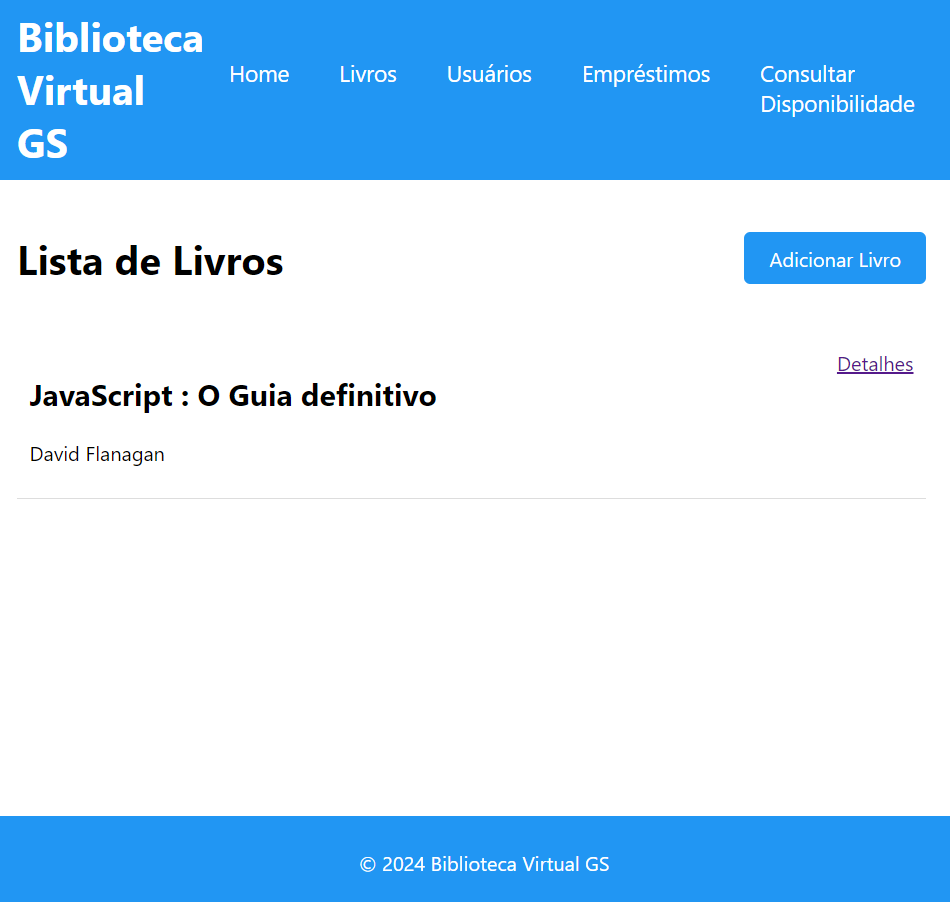 Biblioteca
Virtual
GS
Home
Livros
Usuários
Empréstimos
Consultar
Disponibilidade
Lista de Livros
Adicionar Livro
Detalhes
JavaScript : O Guia definitivo
David Flanagan
© 2024 Biblioteca Virtual GS